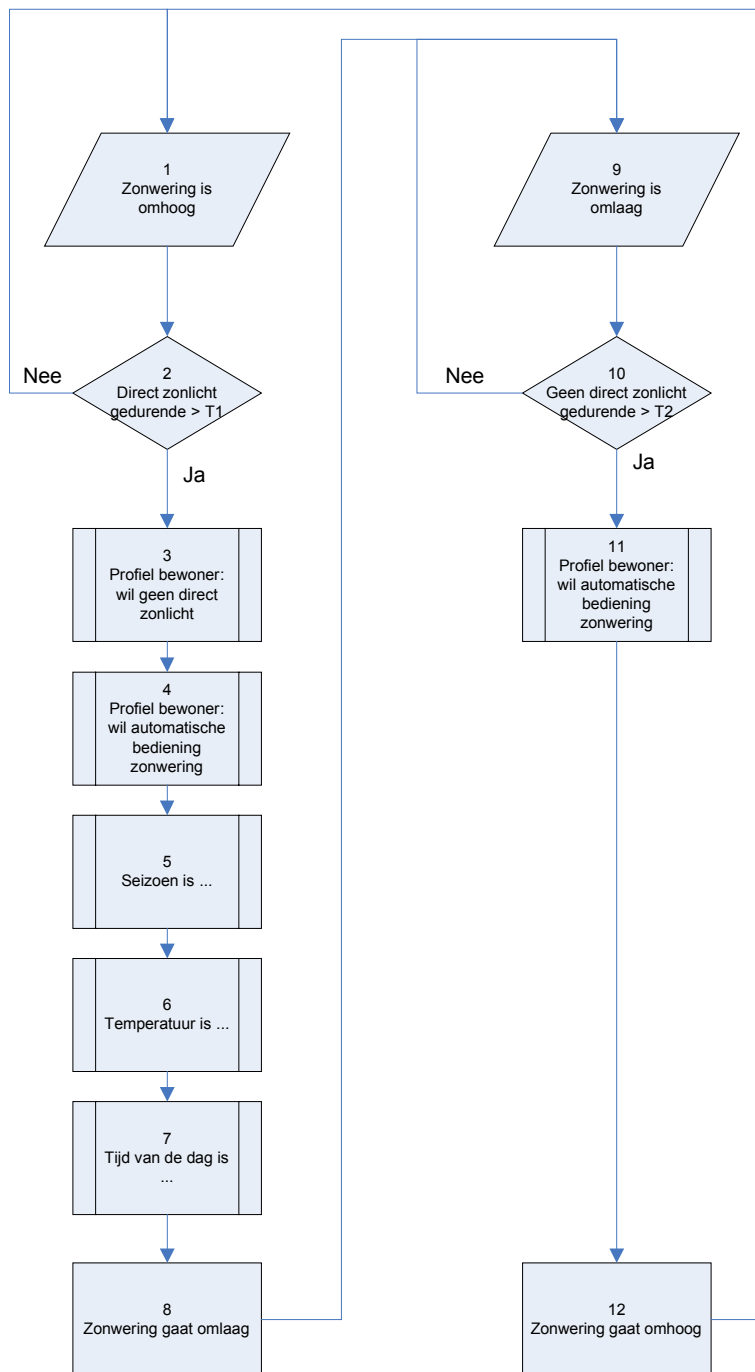 1
Zonwering is
omhoog
2
Direct zonlicht
gedurende > T1
Nee
Ja
3
Profiel bewoner:
wil geen direct
zonlicht
4
Profiel bewoner:
wil automatische
bediening
zonwering
5
Seizoen is ...
6
Temperatuur is ...
7
Tijd van de dag is
...
8
Zonwering gaat omlaag
9
Zonwering is
omlaag
10
Geen direct zonlicht
gedurende > T2
Nee
Ja
11
Profiel bewoner:
wil automatische
bediening
zonwering
12
Zonwering gaat omhoog